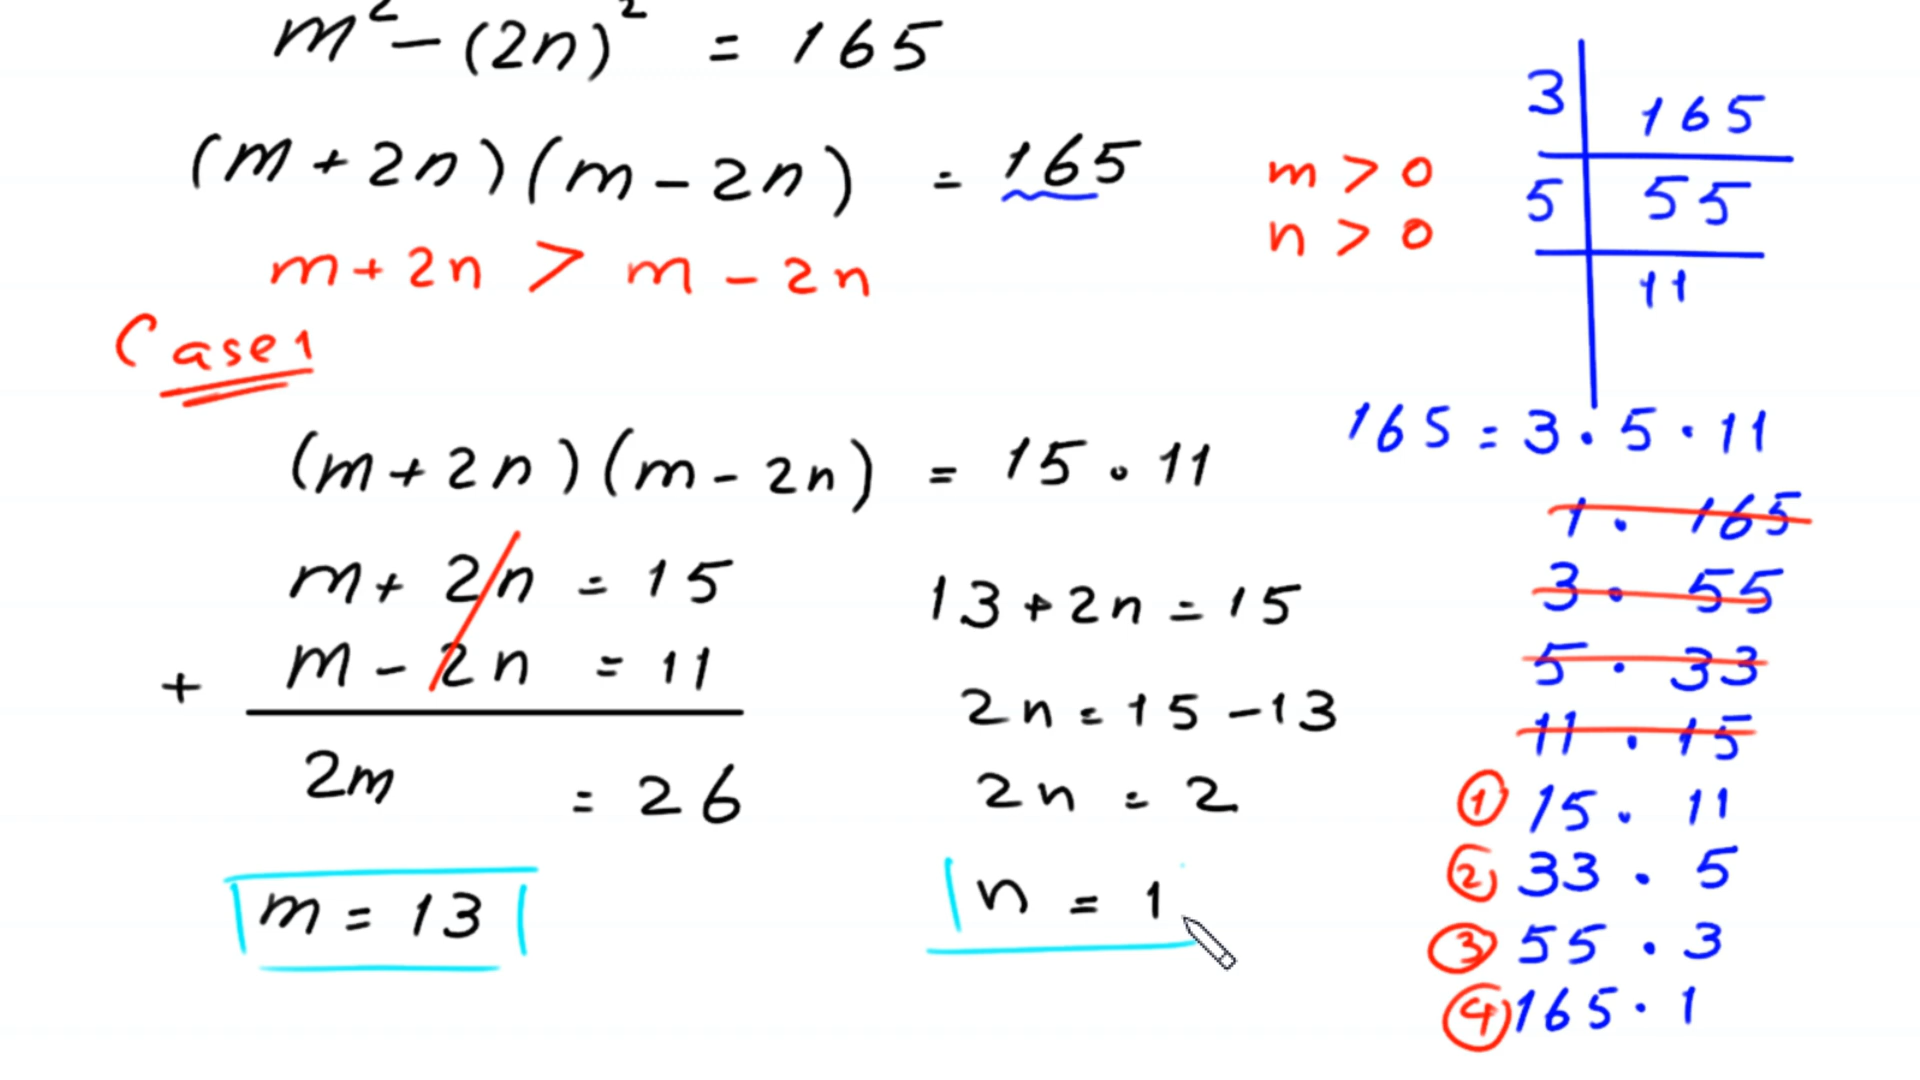 m² - (2n)² = 165
(m + 2n)(m - 2n) = 165
m + 2n > m - 2n
m > 0
n > 0
Case 1
(m + 2n)(m - 2n) = 15 · 11
m + 2n = 15
+ m - 2n = 11
2m = 26
m = 13
13 + 2n = 15
2n = 15 - 13
2n = 2
n = 1
3 165
5 55
11
165 = 3 · 5 · 11
1 · 165
3 · 55
5 · 33
11 · 15
① 15 · 11
② 33 · 5
③ 55 · 3
④ 165 · 1